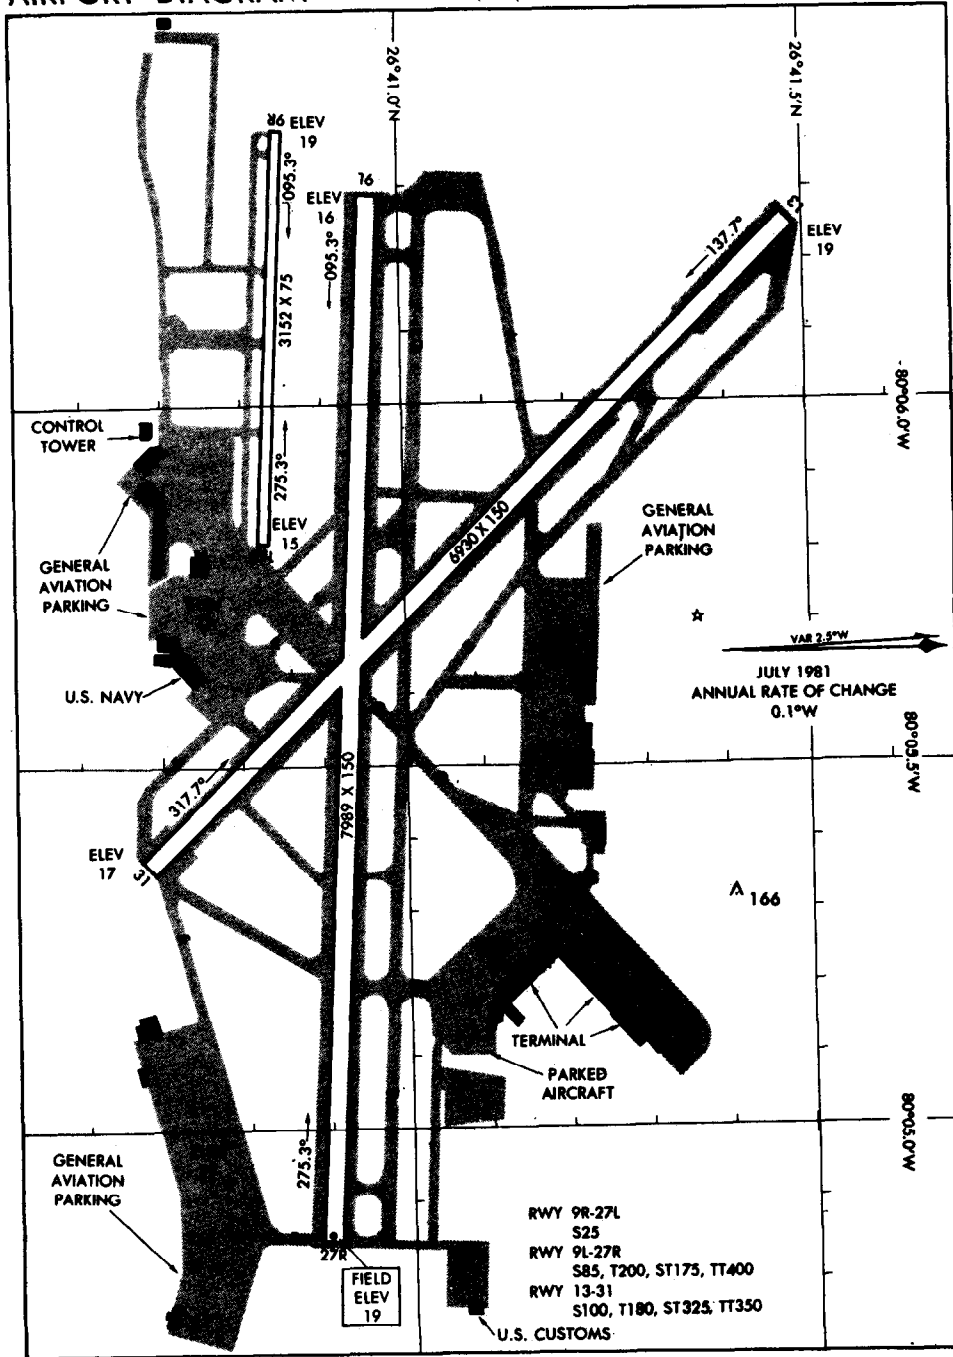 AIRPORT DIAGRAM
26°41.0'N
26°41.5'N
9R
ELEV
19
095.3°
ELEV
16
095.3°
13
ELEV
19
137.7°
3152 X 75
80°06.0'W
CONTROL
TOWER
275.3°
ELEV
15
GENERAL
AVIATION
PARKING
6930 X 150
GENERAL
AVIATION
PARKING
VAR 2.5°W
JULY 1981
ANNUAL RATE OF CHANGE
0.1°W
U.S. NAVY
80°05.5'W
317.7°
7989 X 150
ELEV
17
31
166
TERMINAL
PARKED
AIRCRAFT
80°05.0'W
275.3°
GENERAL
AVIATION
PARKING
27R
FIELD
ELEV
19
RWY 9R-27L
S25
RWY 9L-27R
S85, T200, ST175, TT400
RWY 13-31
S100, T180, ST325, TT350
U.S. CUSTOMS